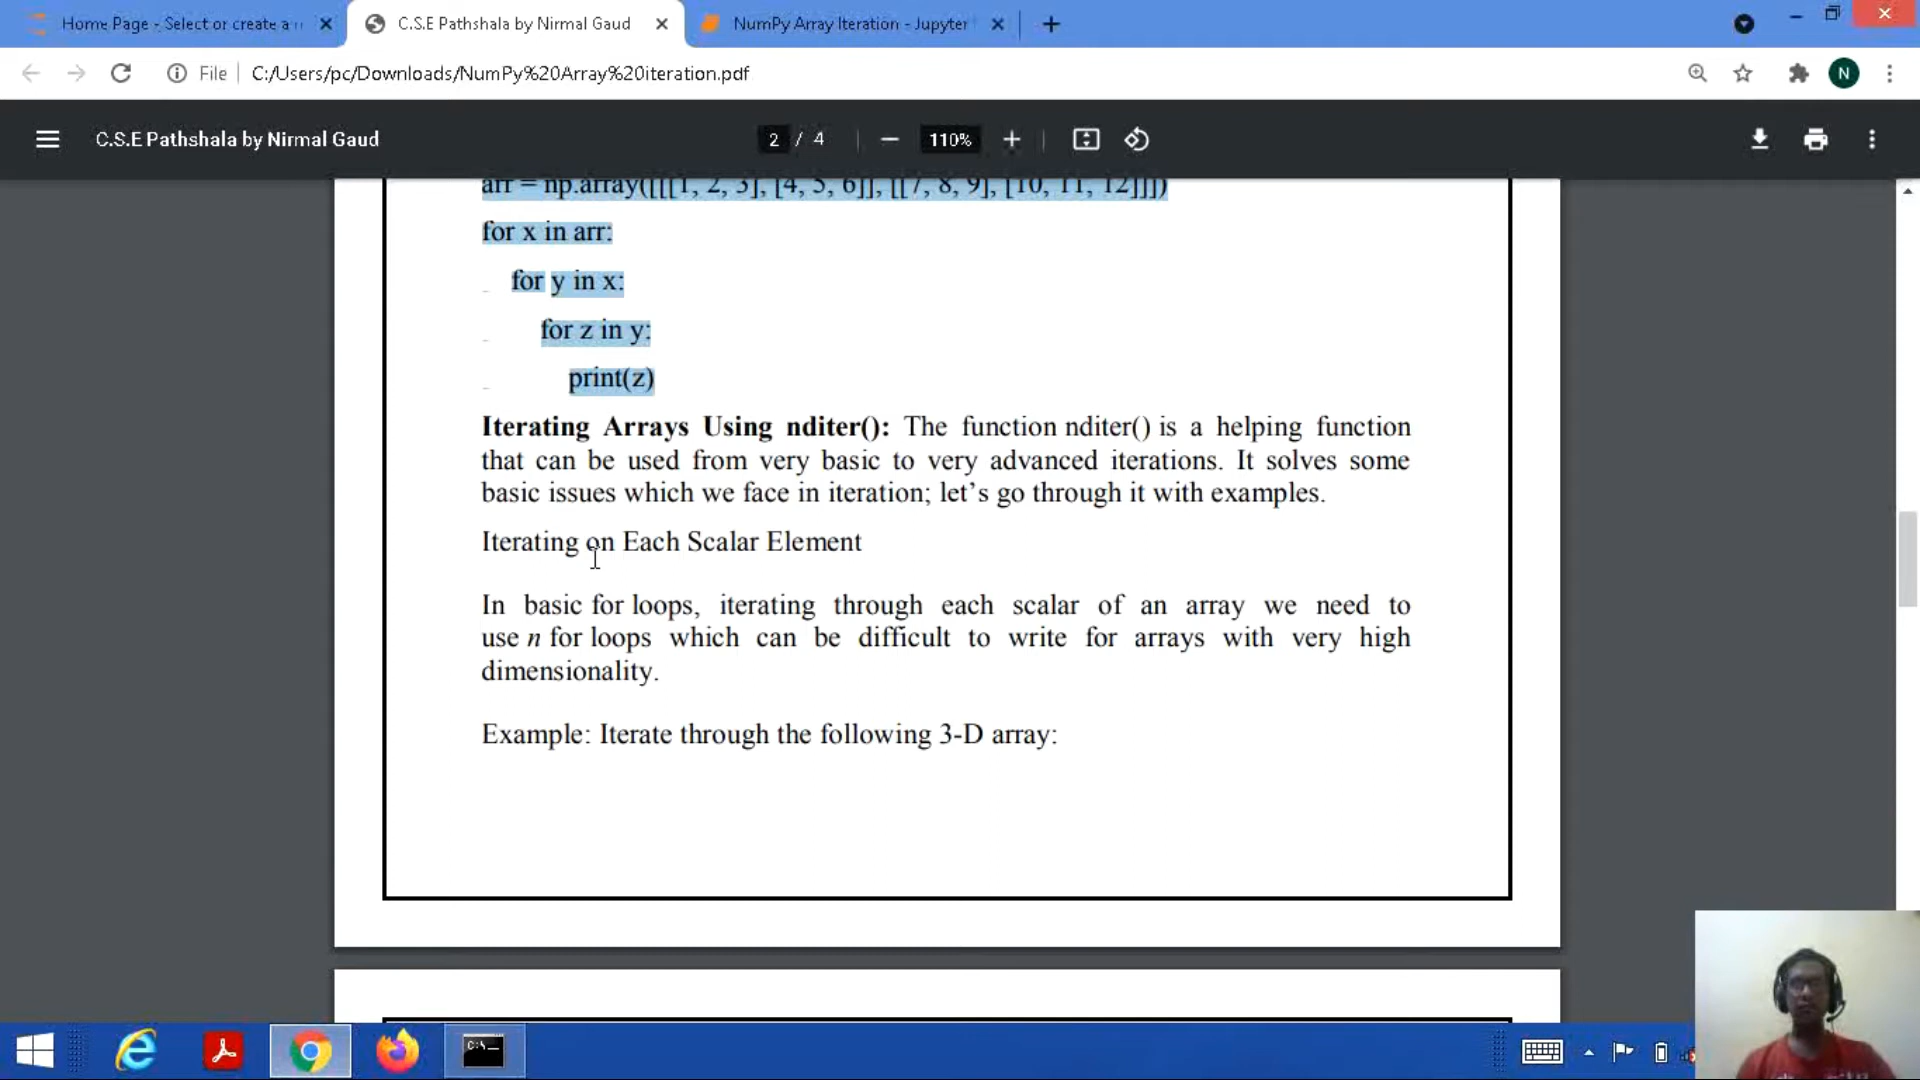 Home Page - Select or create a n
C.S.E Pathshala by Nirmal Gaud
NumPy Array Iteration - Jupyter
File
C:/Users/pc/Downloads/NumPy%20Array%20iteration.pdf
N
C.S.E Pathshala by Nirmal Gaud
2 / 4
110%
arr = np.array([[[1, 2, 3], [4, 5, 6]], [[7, 8, 9], [10, 11, 12]]])
for x in arr:
for y in x:
for z in y:
print(z)
Iterating Arrays Using nditer(): The function nditer() is a helping function
that can be used from very basic to very advanced iterations. It solves some
basic issues which we face in iteration; let’s go through it with examples.
Iterating on Each Scalar Element
In basic for loops, iterating through each scalar of an array we need to
use n for loops which can be difficult to write for arrays with very high
dimensionality.
Example: Iterate through the following 3-D array: